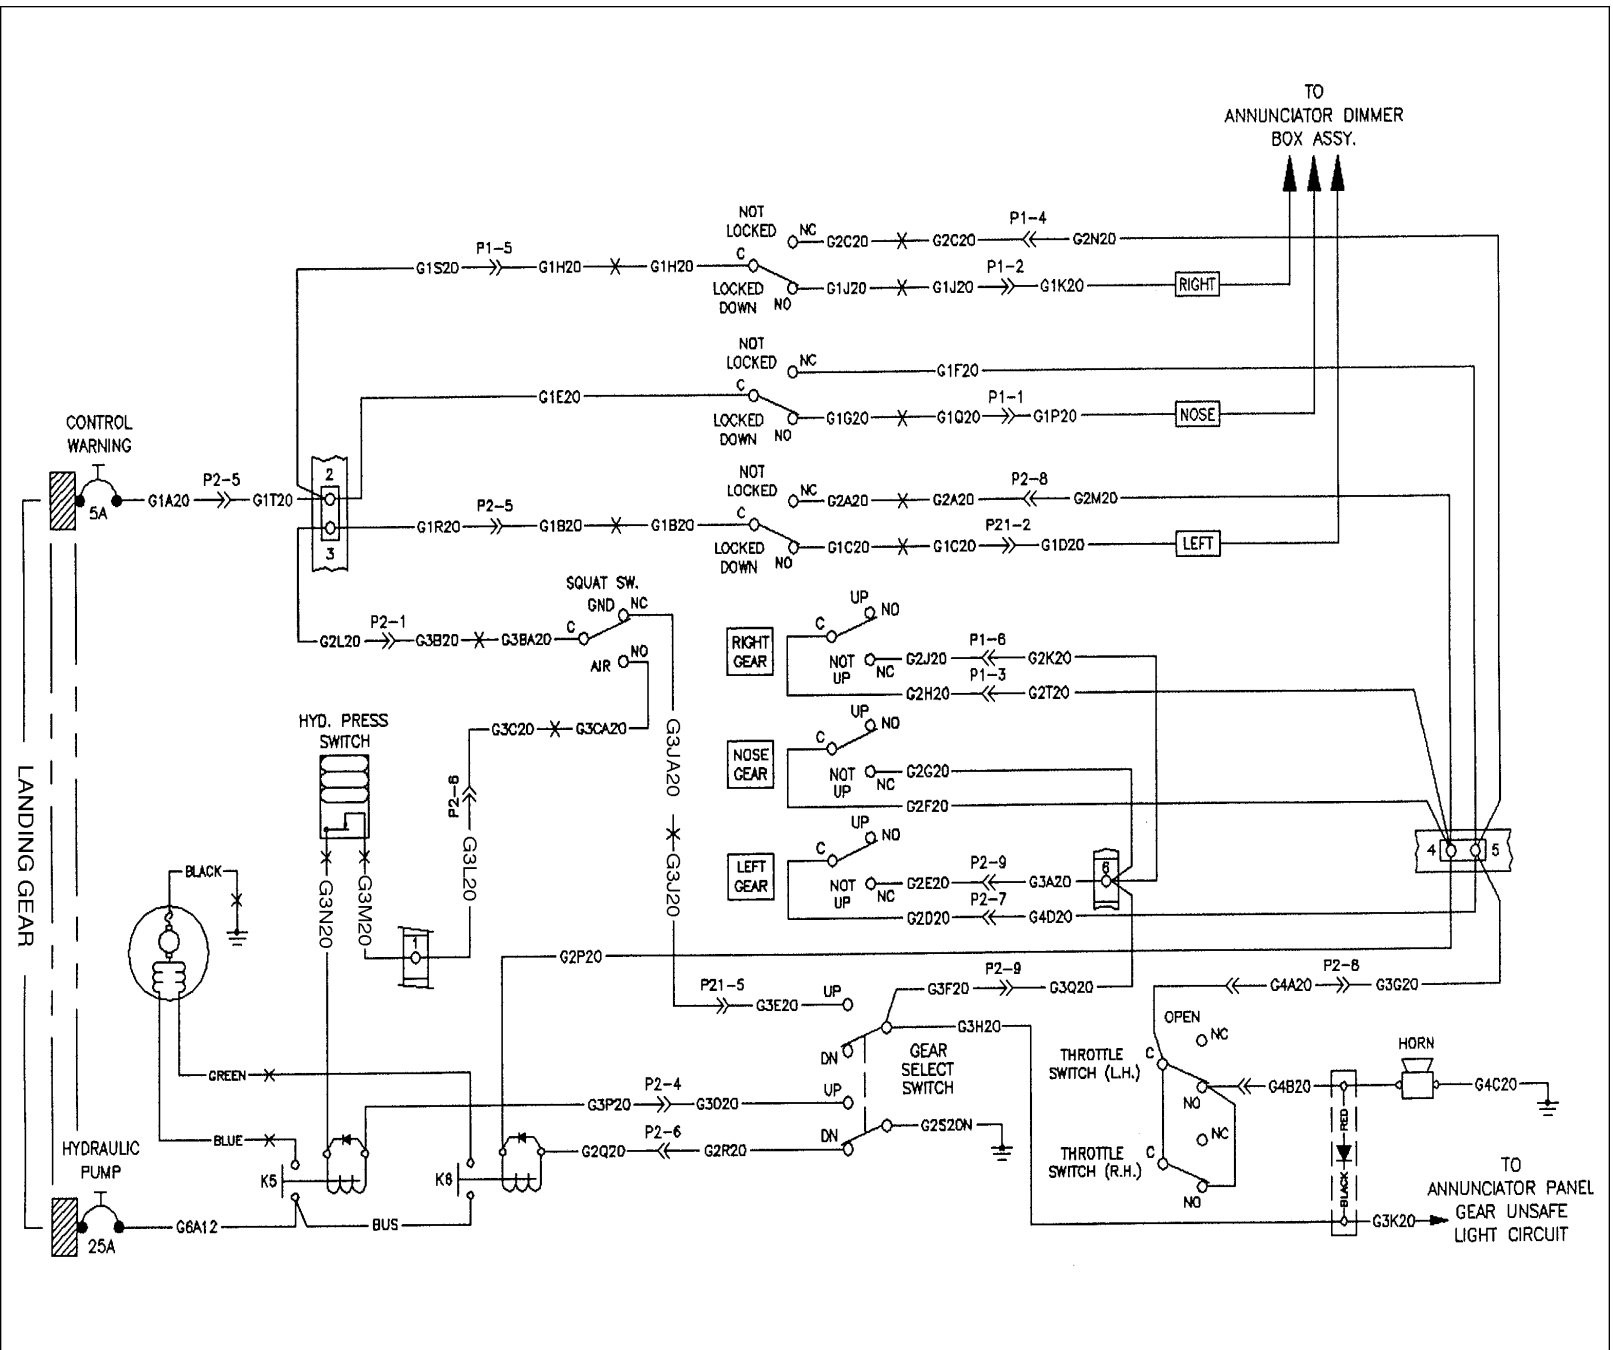 TO
ANNUNCIATOR DIMMER
BOX ASSY.
NOT
LOCKED
NC
G2C20
G2C20
P1-4
G2N20
P1-5
G1S20
G1H20
G1H20
C
LOCKED
DOWN
NO
G1J20
G1J20
P1-2
G1K20
RIGHT
NOT
LOCKED
NC
G1F20
G1E20
C
LOCKED
DOWN
NO
G1G20
G1Q20
P1-1
G1P20
NOSE
CONTROL
WARNING
5A
G1A20
P2-5
G1T20
2
3
NOT
LOCKED
NC
G2A20
G2A20
P2-8
G2M20
G1R20
P2-5
G1B20
G1B20
C
LOCKED
DOWN
NO
G1C20
G1C20
P21-2
G1D20
LEFT
SQUAT SW.
GND
NC
G2L20
P2-1
G3B20
G3BA20
C
AIR
NO
RIGHT
GEAR
C
UP
NO
NOT
UP
NC
G2J20
P1-6
G2K20
G2H20
P1-3
G2T20
HYD. PRESS
SWITCH
G3C20
G3CA20
P2-8
G3L20
G3JA20
G3J20
NOSE
GEAR
C
UP
NO
NOT
UP
NC
G2G20
G2F20
LANDING GEAR
LEFT
GEAR
C
UP
NO
NOT
UP
NC
G2E20
P2-9
G3A20
6
G2D20
P2-7
G4D20
4
5
BLACK
G3N20
G3M20
1
G2P20
P21-5
G3E20
UP
DN
G3F20
P2-9
G3Q20
G3H20
GEAR
SELECT
SWITCH
G4A20
P2-8
G3G20
OPEN
NC
THROTTLE
SWITCH (L.H.)
C
NO
G4B20
HORN
G4C20
GREEN
G3P20
P2-4
G3D20
UP
BLUE
G2Q20
P2-6
G2R20
DN
G2S20N
NC
THROTTLE
SWITCH (R.H.)
C
NO
RED
BLACK
HYDRAULIC
PUMP
25A
G6A12
K5
BUS
K6
G3K20
TO
ANNUNCIATOR PANEL
GEAR UNSAFE
LIGHT CIRCUIT